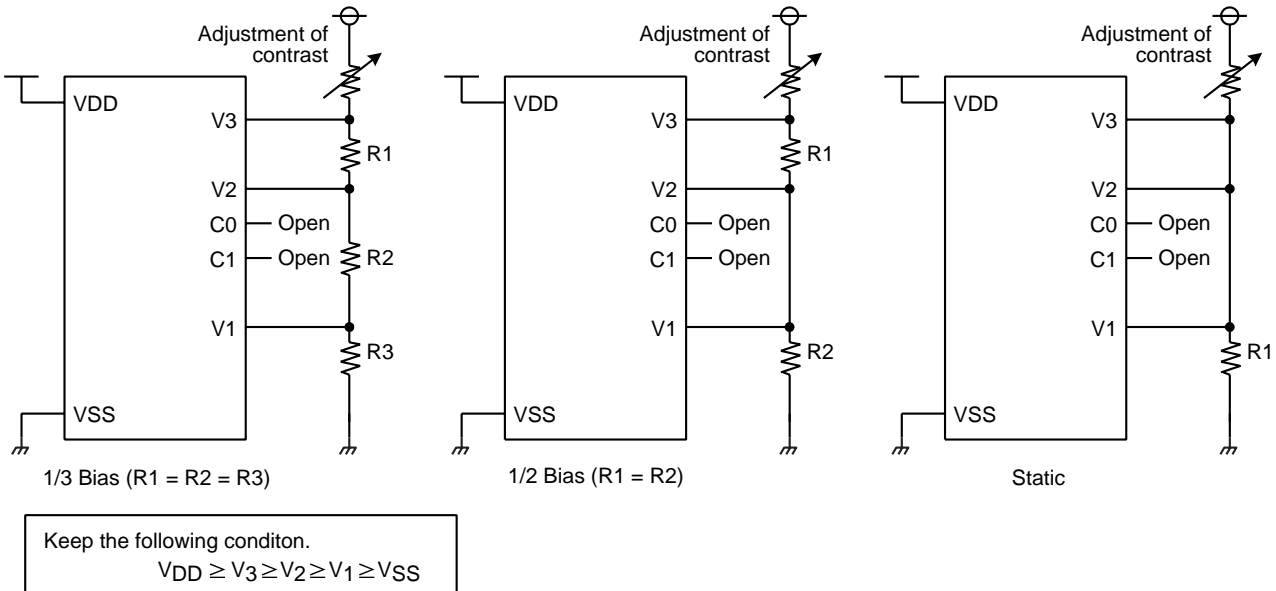 Adjustment of
contrast
VDD
V3
R1
V2
C0
Open
C1
Open
R2
V1
R3
VSS
1/3 Bias (R1 = R2 = R3)
Adjustment of
contrast
VDD
V3
R1
V2
C0
Open
C1
Open
V1
R2
VSS
1/2 Bias (R1 = R2)
Adjustment of
contrast
VDD
V3
V2
C0
Open
C1
Open
V1
R1
VSS
Static
Keep the following conditon.
VDD ≥ V3 ≥ V2 ≥ V1 ≥ VSS